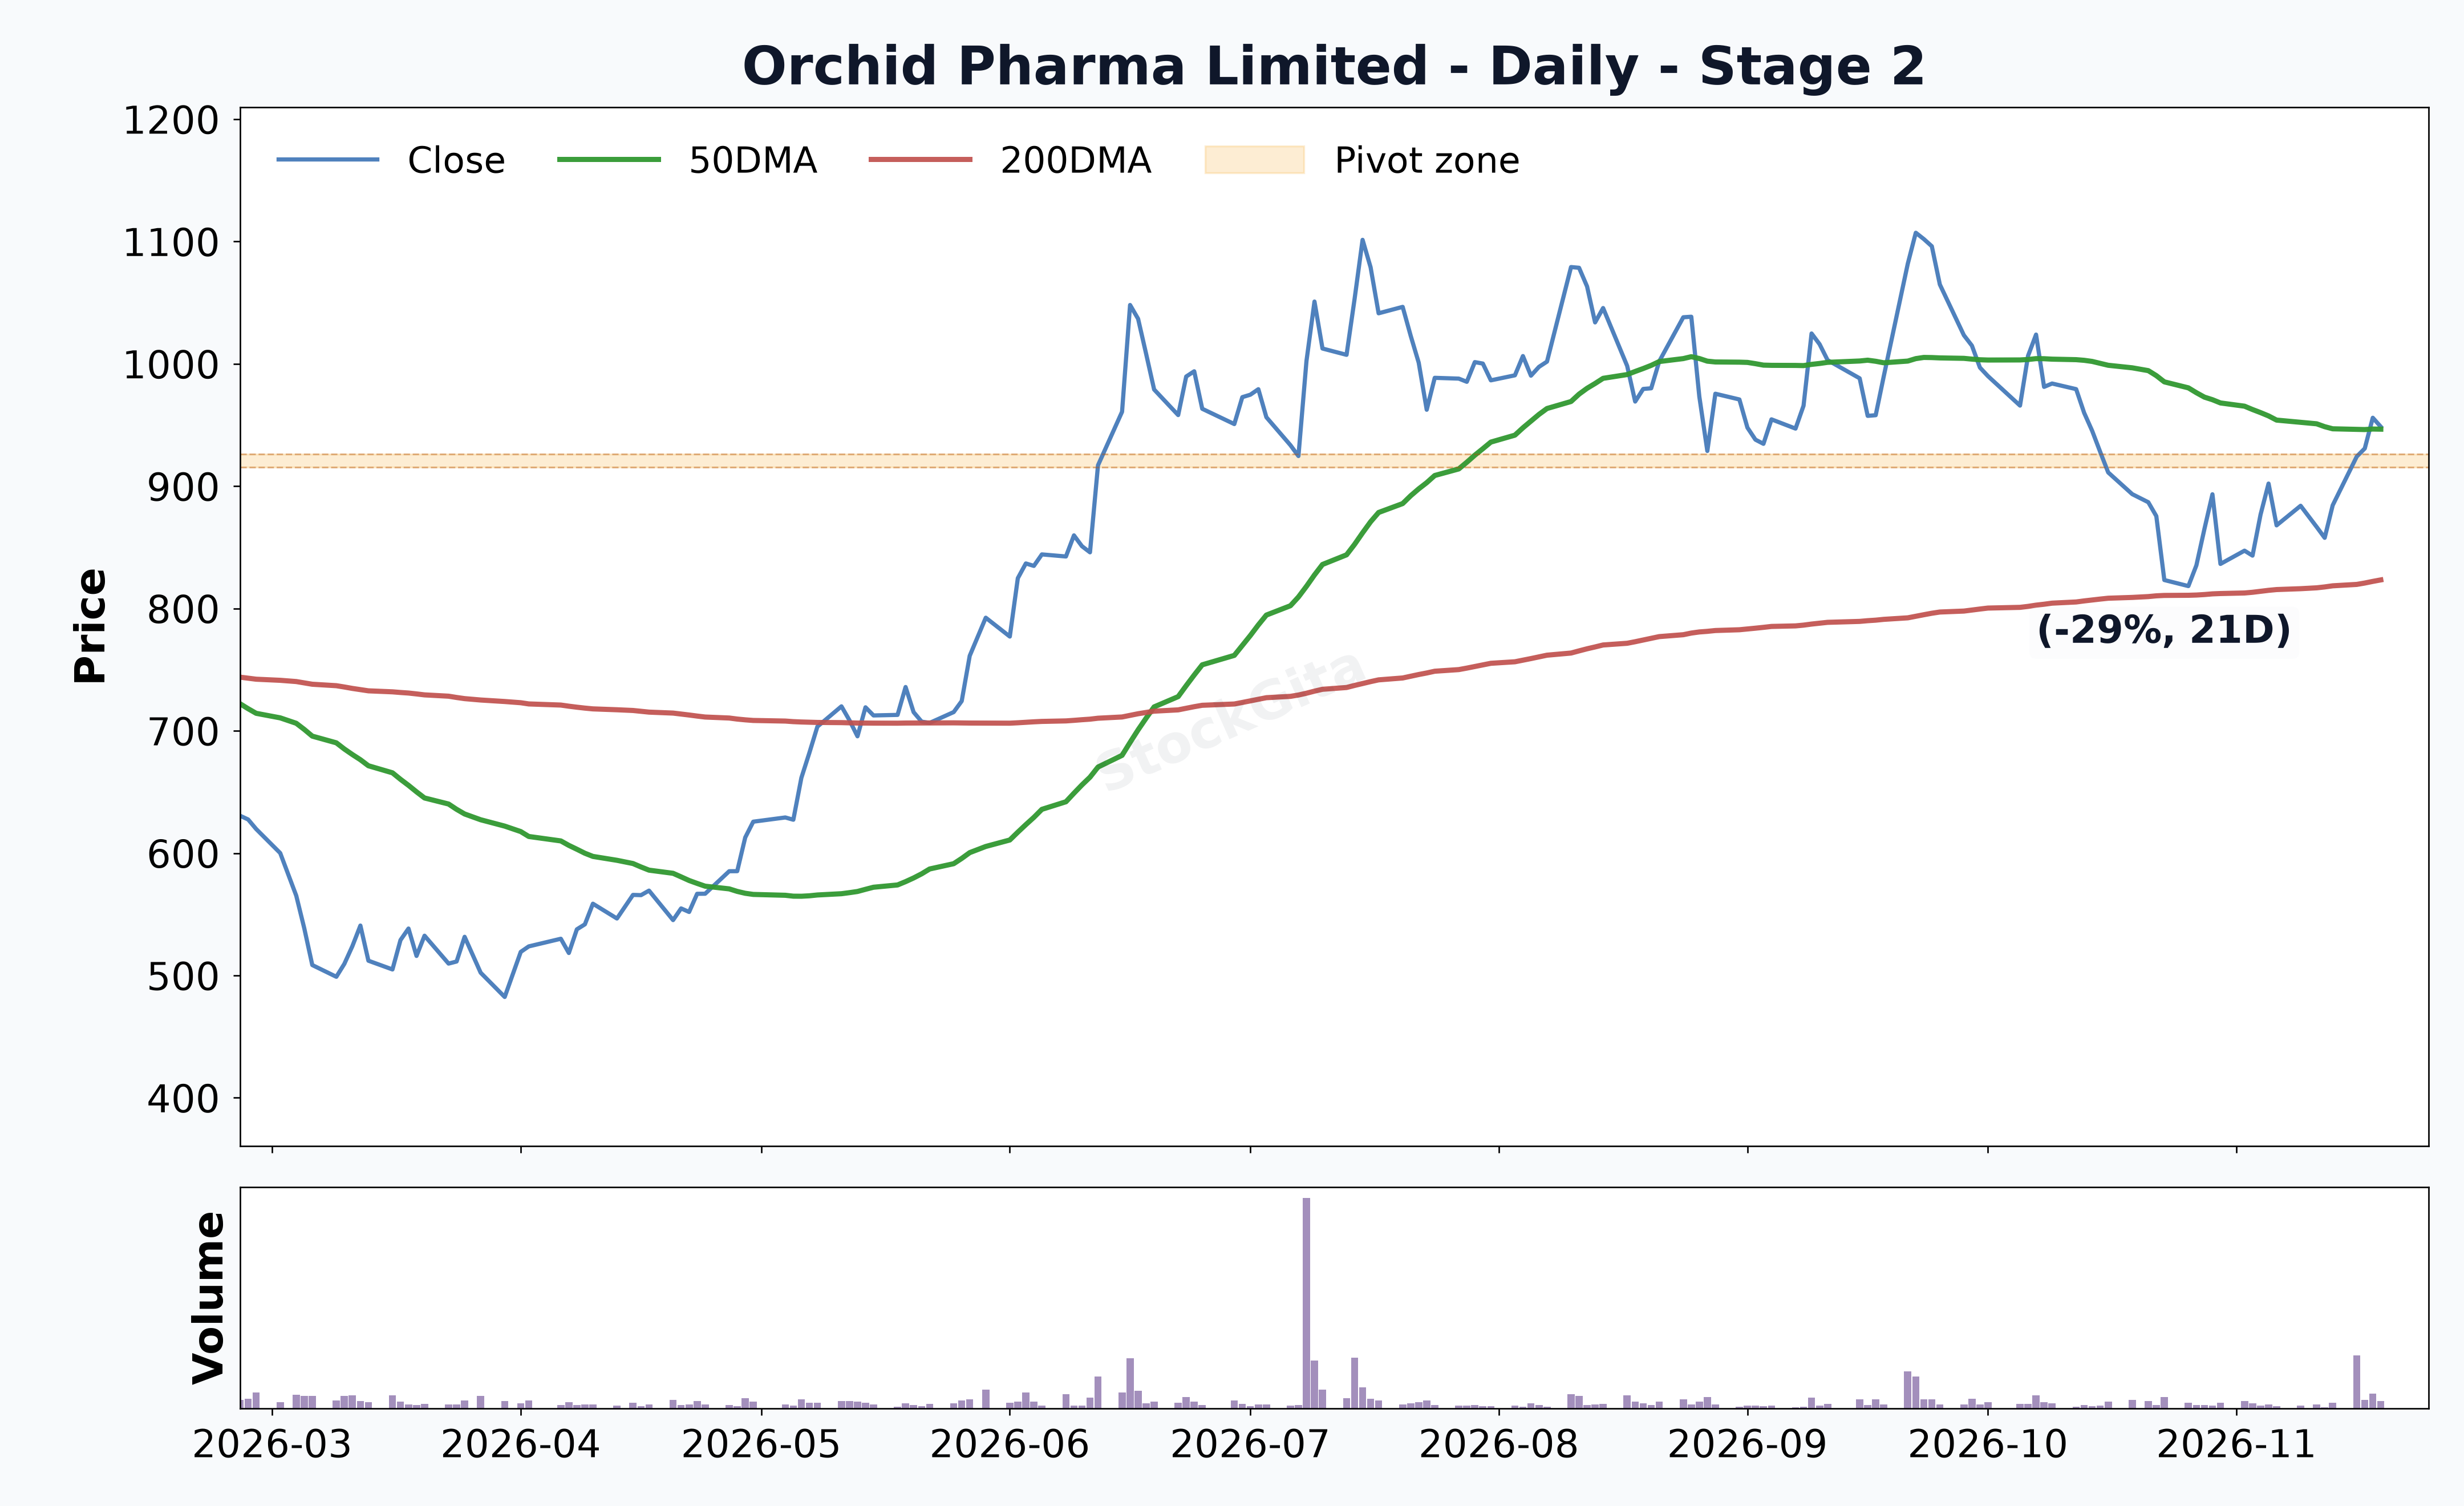 Orchid Pharma Limited - Daily - Stage 2
Close 50DMA 200DMA Pivot zone
1200
1100
1000
900
800
700
600
500
400
Price
(-29%, 21D)
StockGita
Volume
2026-03 2026-04 2026-05 2026-06 2026-07 2026-08 2026-09 2026-10 2026-11